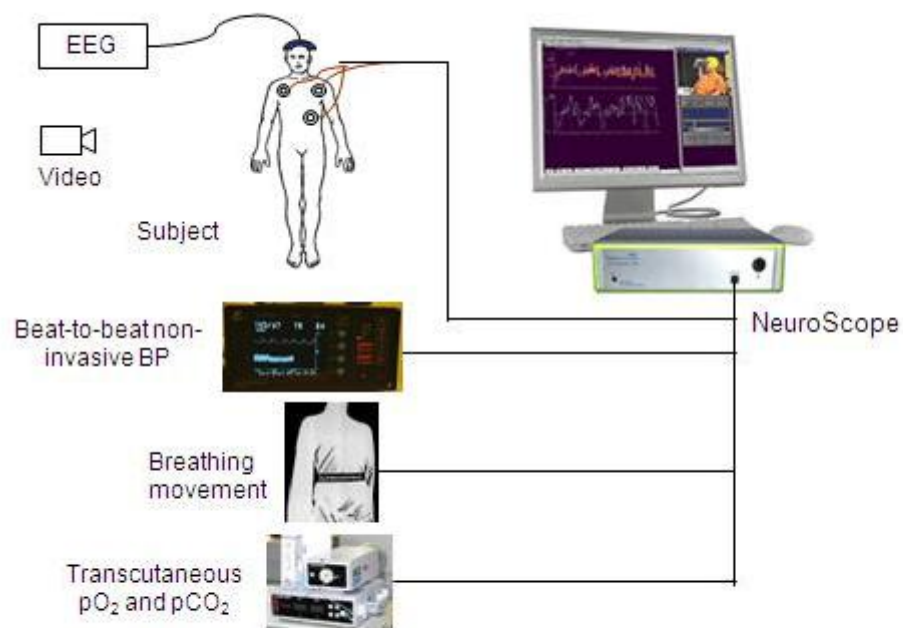 EEG
Video
Subject
NeuroScope
Beat-to-beat non-
invasive BP
Breathing
movement
Transcutaneous
pO₂ and pCO₂